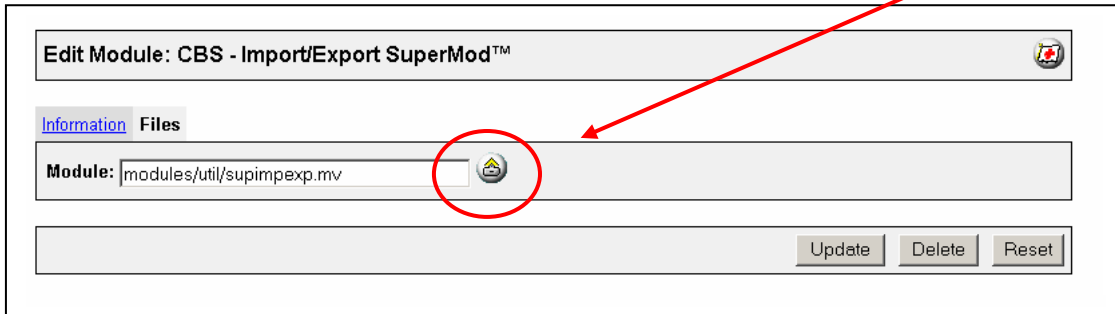 Edit Module: CBS - Import/Export SuperMod™
Information Files
Module: modules/util/supimpexp.mv
Update Delete Reset